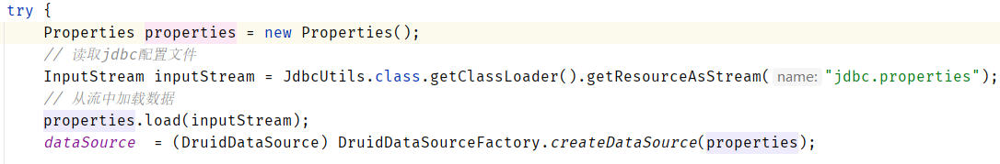 try {
Properties properties = new Properties();
// 读取jdbc配置文件
InputStream inputStream = JdbcUtils.class.getClassLoader().getResourceAsStream( name: "jdbc.properties");
// 从流中加载数据
properties.load(inputStream);
dataSource  = (DruidDataSource) DruidDataSourceFactory.createDataSource(properties);